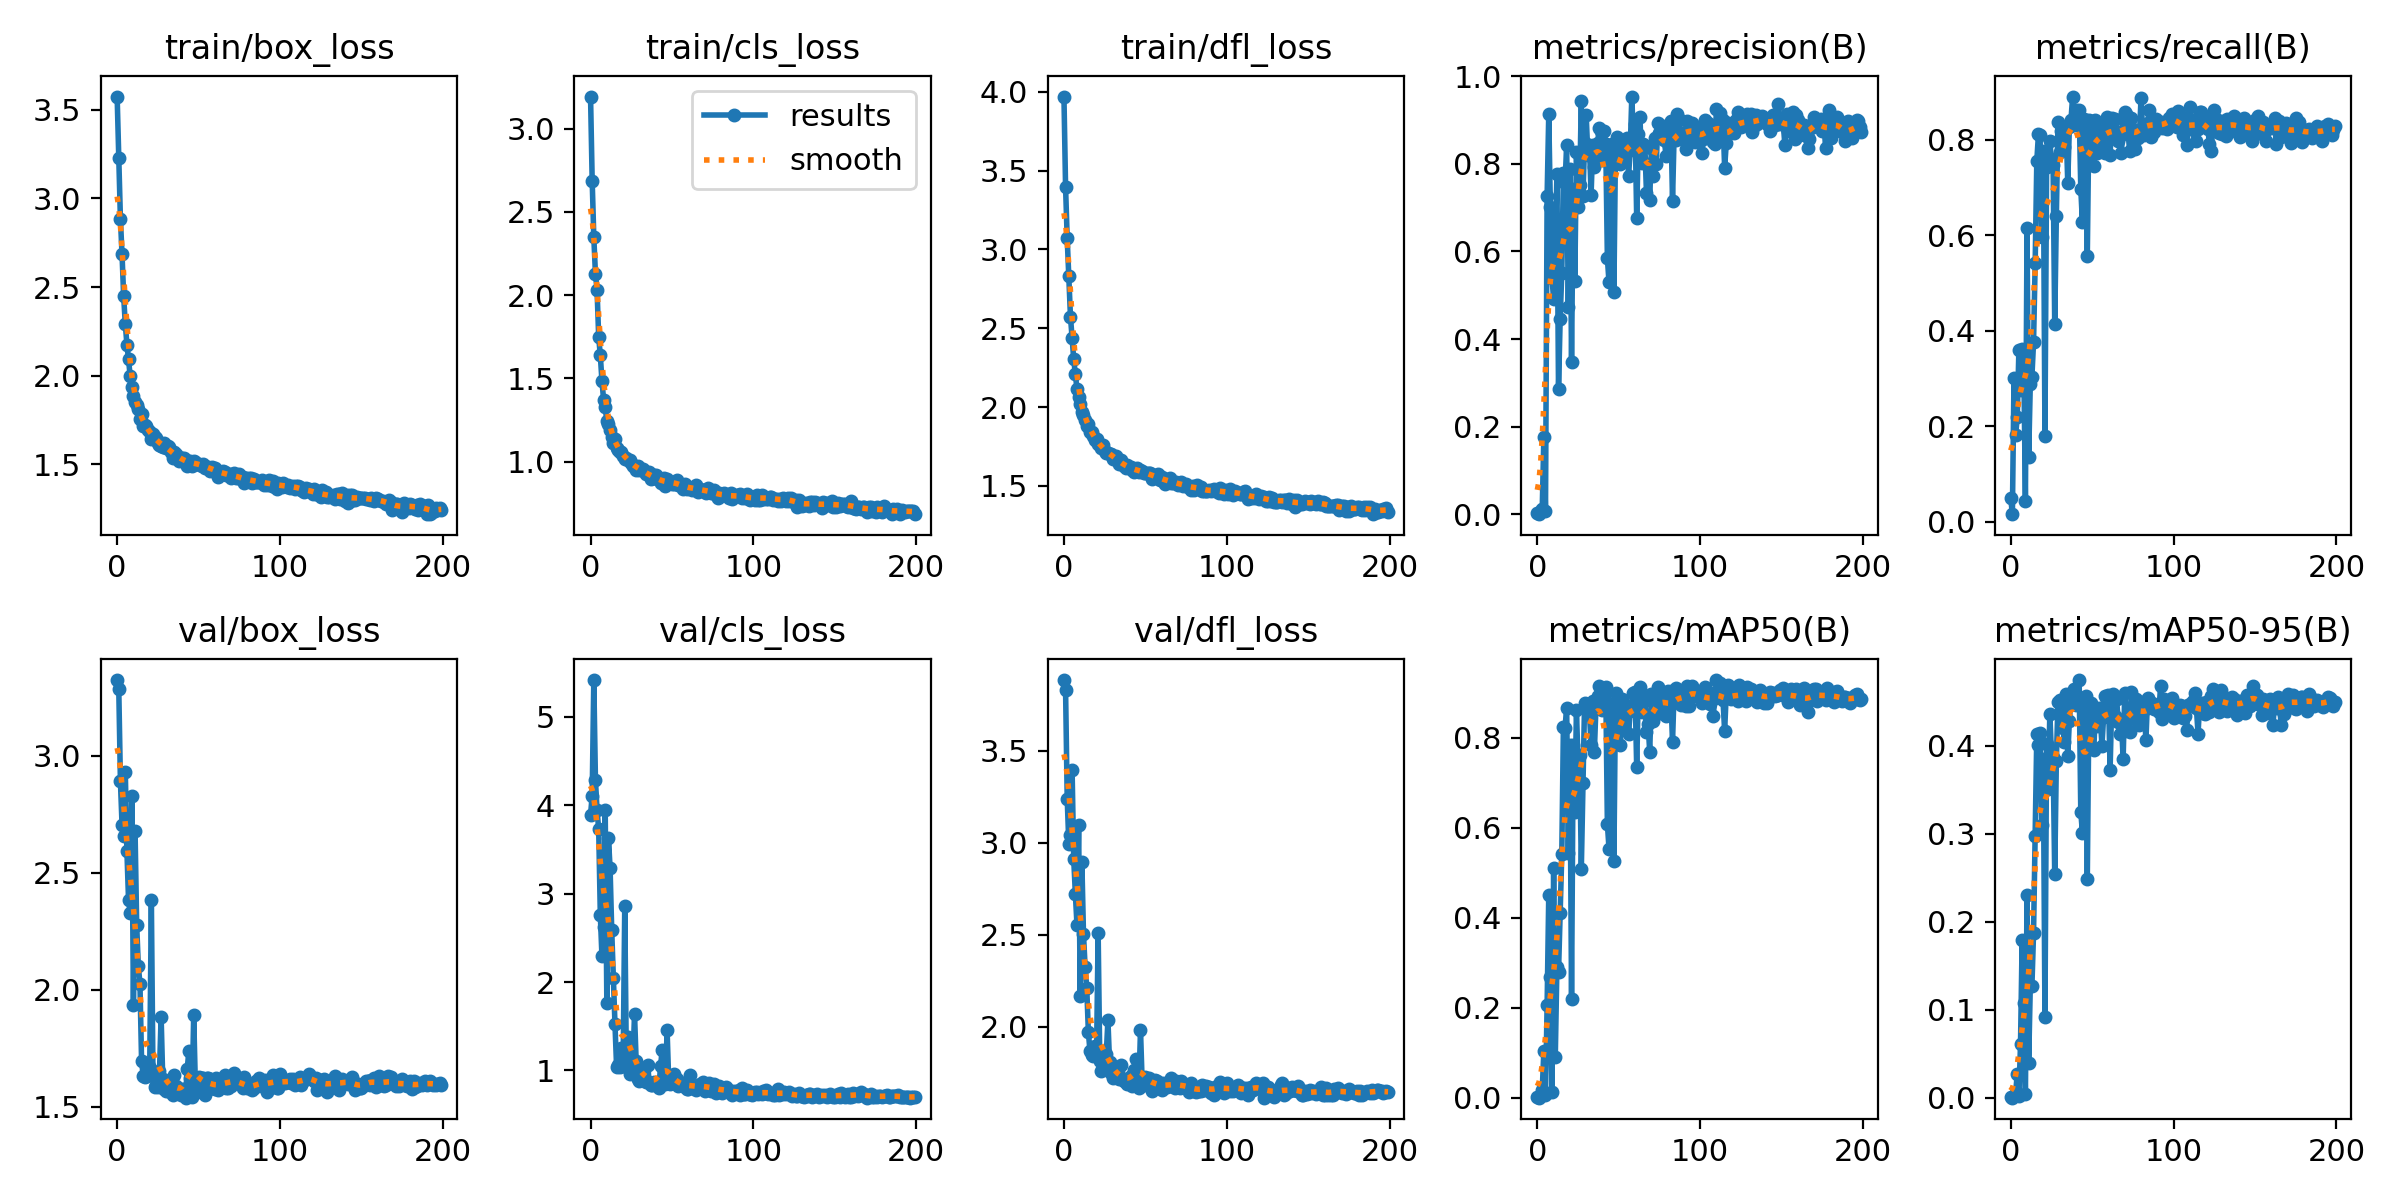 train/box_loss
3.5
3.0
2.5
2.0
1.5
0 100 200
train/cls_loss
results
smooth
3.0
2.5
2.0
1.5
1.0
0 100 200
train/dfl_loss
4.0
3.5
3.0
2.5
2.0
1.5
0 100 200
metrics/precision(B)
1.0
0.8
0.6
0.4
0.2
0.0
0 100 200
metrics/recall(B)
0.8
0.6
0.4
0.2
0.0
0 100 200
val/box_loss
3.0
2.5
2.0
1.5
0 100 200
val/cls_loss
5
4
3
2
1
0 100 200
val/dfl_loss
3.5
3.0
2.5
2.0
0 100 200
metrics/mAP50(B)
0.8
0.6
0.4
0.2
0.0
0 100 200
metrics/mAP50-95(B)
0.4
0.3
0.2
0.1
0.0
0 100 200